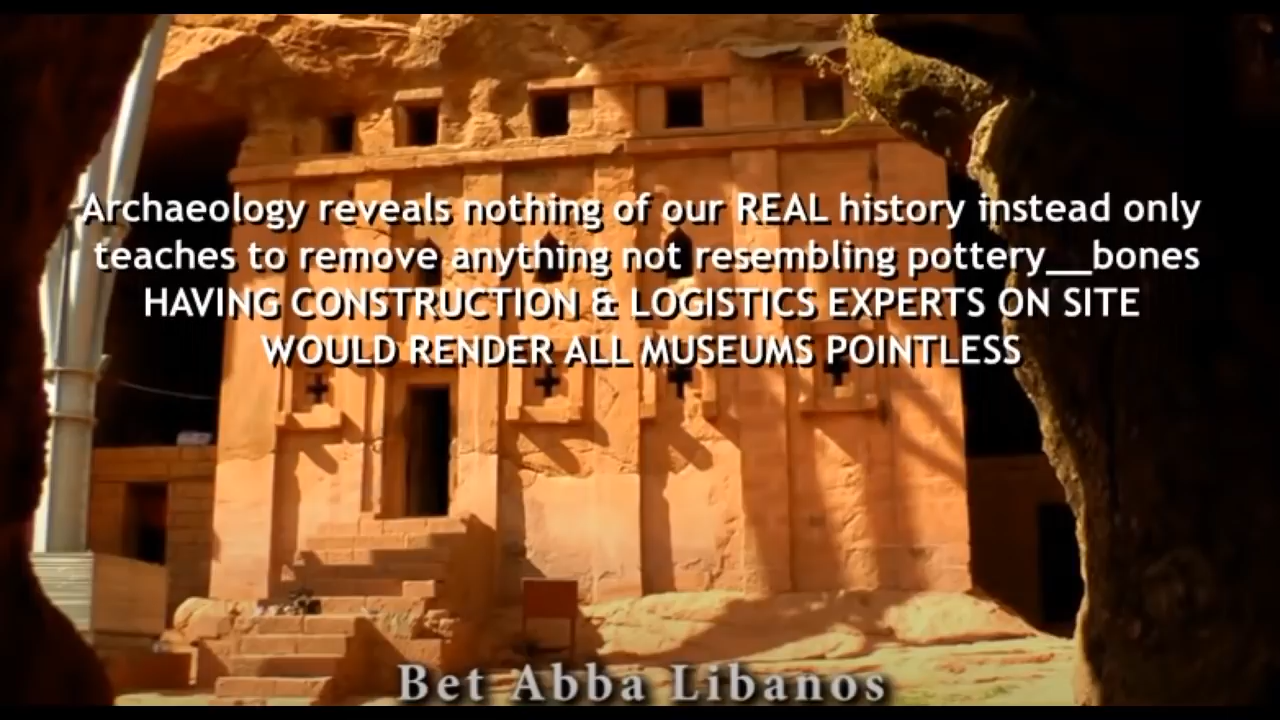 Archaeology reveals nothing of our REAL history instead only
teaches to remove anything not resembling pottery__bones
HAVING CONSTRUCTION & LOGISTICS EXPERTS ON SITE
WOULD RENDER ALL MUSEUMS POINTLESS
Bet Abba Libanos